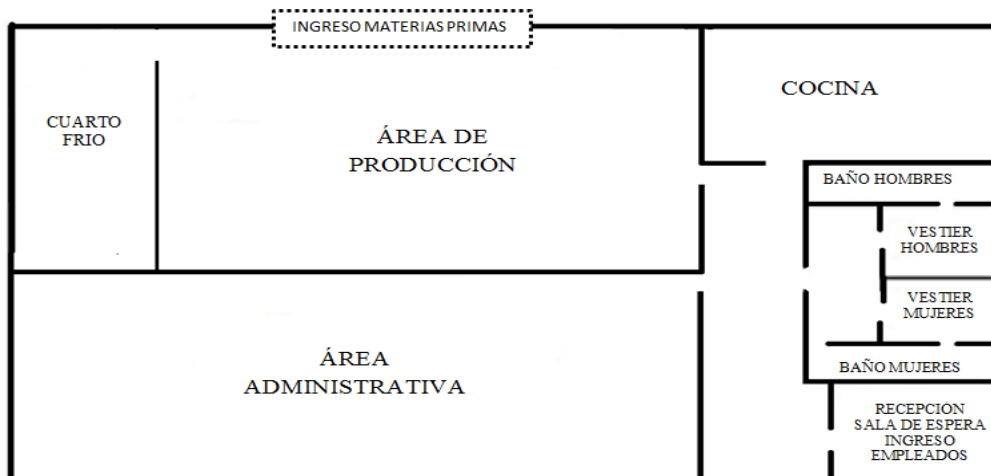 INGRESO MATERIAS PRIMAS
COCINA
CUARTO
FRIO
ÁREA DE
PRODUCCIÓN
BAÑO HOMBRES
VESTIER
HOMBRES
VESTIER
MUJERES
ÁREA
ADMINISTRATIVA
BAÑO MUJERES
RECEPCIÓN
SALA DE ESPERA
INGRESO
EMPLEADOS